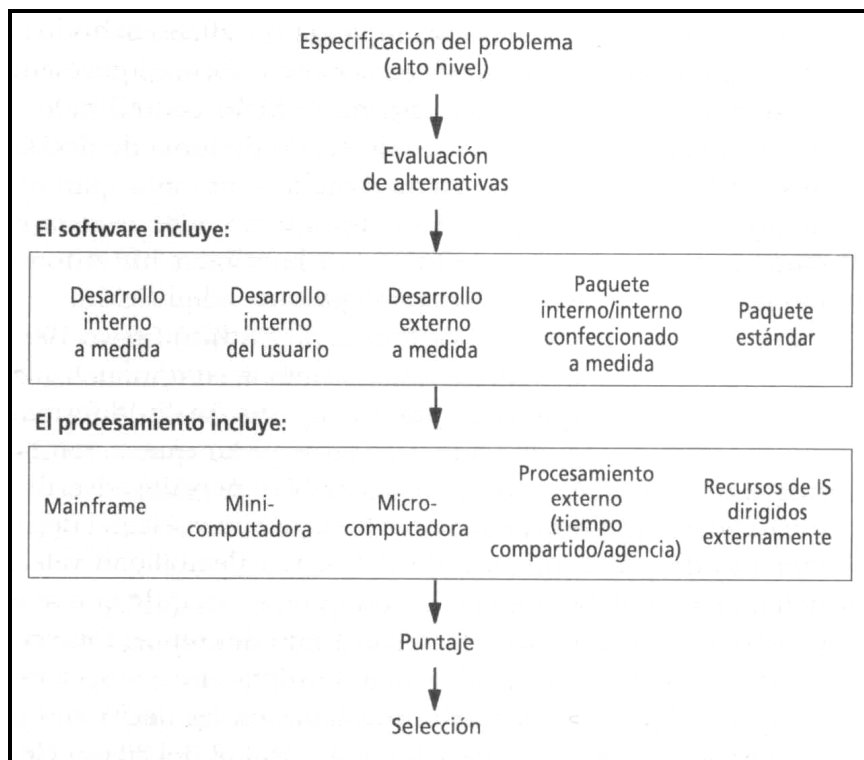 Especificación del problema
(alto nivel)
Evaluación
de alternativas
El software incluye:
Desarrollo
interno
a medida
Desarrollo
interno
del usuario
Desarrollo
externo
a medida
Paquete
interno/interno
confeccionado
a medida
Paquete
estándar
El procesamiento incluye:
Mainframe
Mini-
computadora
Micro-
computadora
Procesamiento
externo
(tiempo
compartido/agencia)
Recursos de IS
dirigidos
externamente
Puntaje
Selección